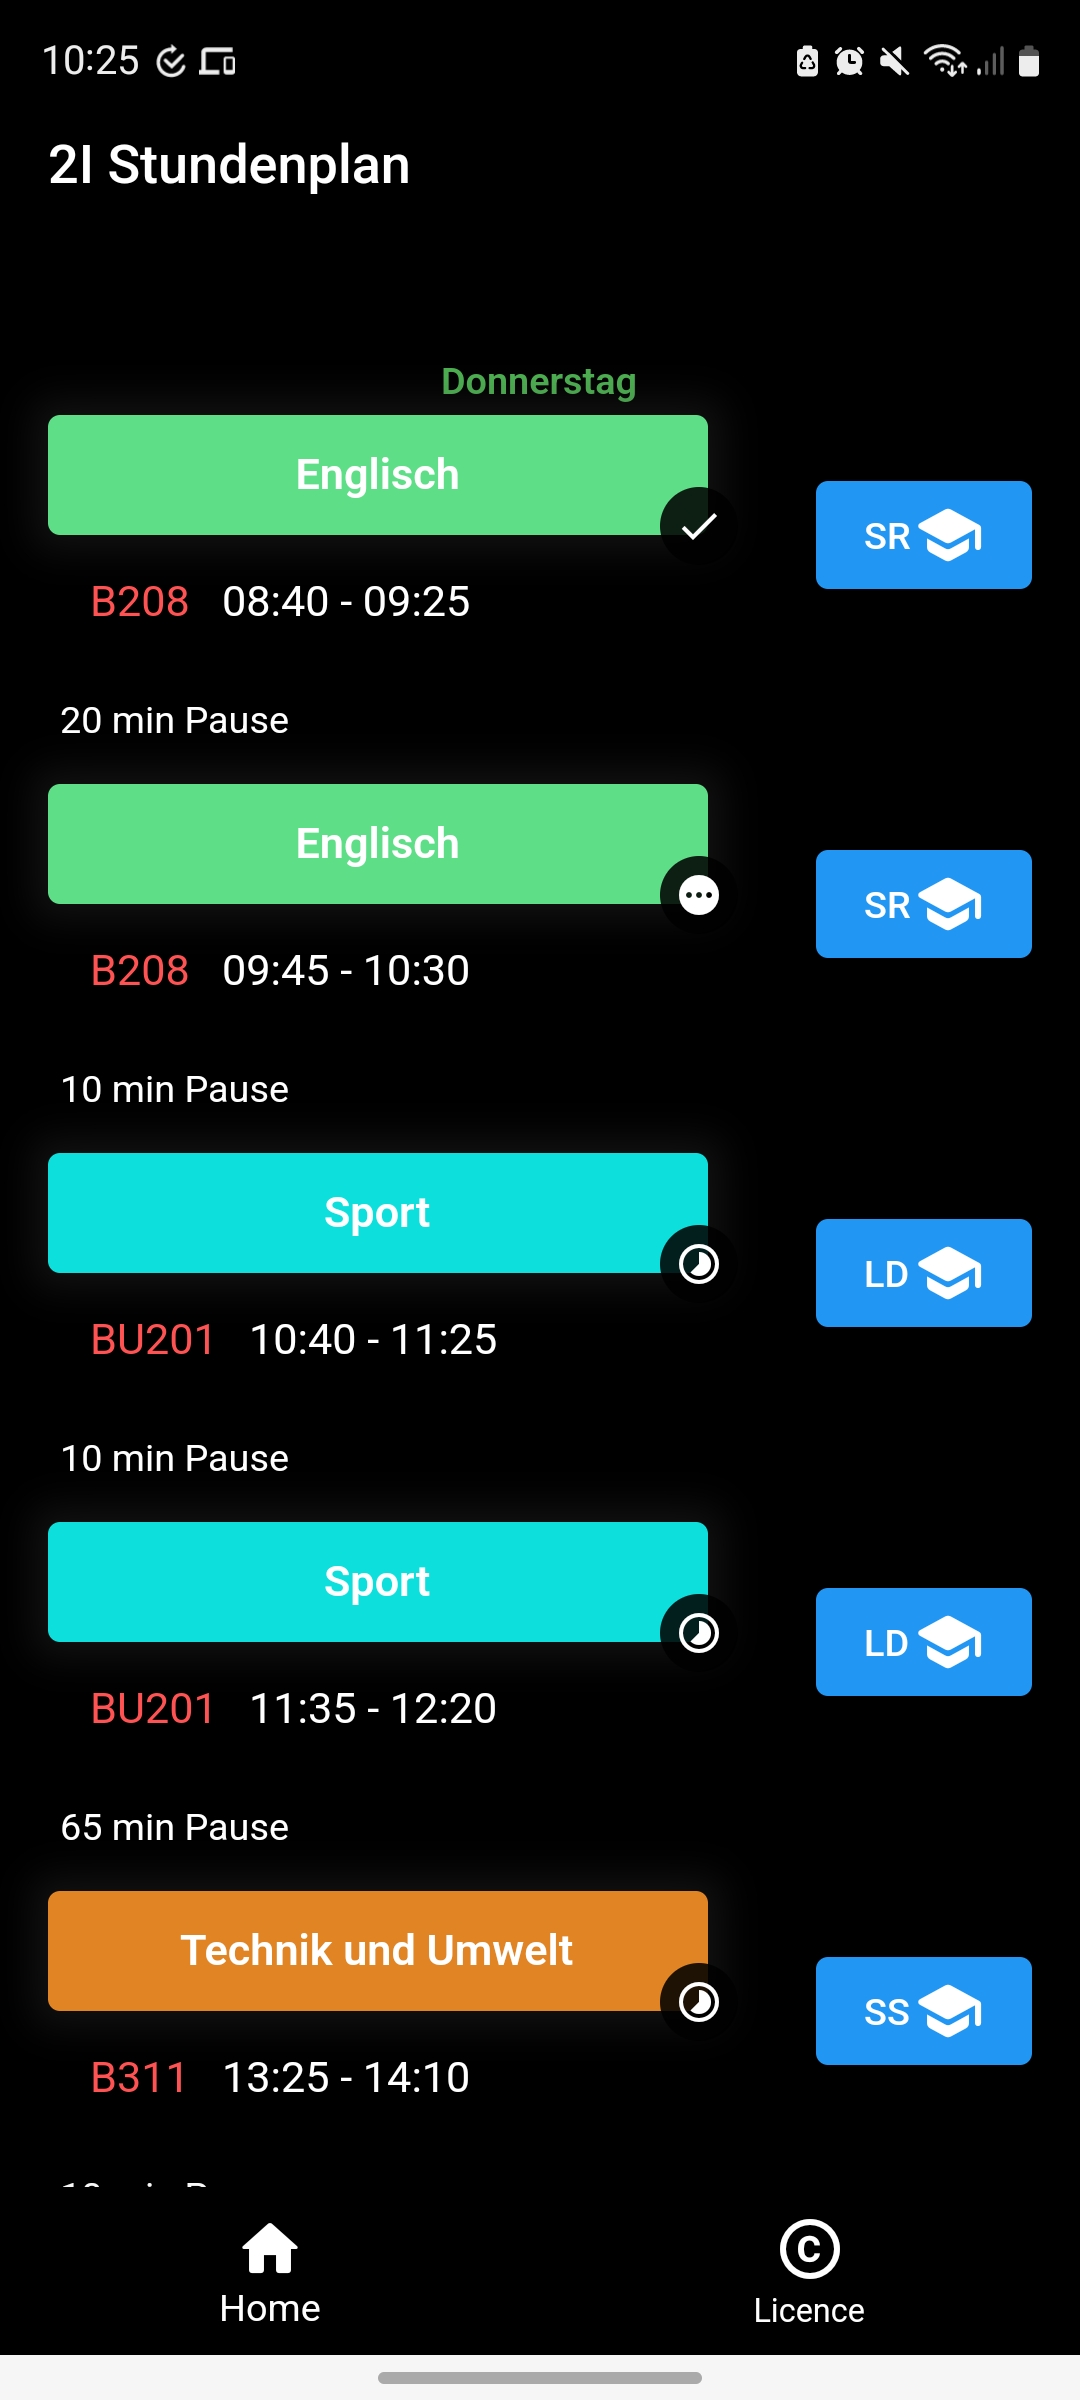 10:25
2I Stundenplan
Donnerstag
Englisch
SR
B208 08:40 - 09:25
20 min Pause
Englisch
SR
B208 09:45 - 10:30
10 min Pause
Sport
LD
BU201 10:40 - 11:25
10 min Pause
Sport
LD
BU201 11:35 - 12:20
65 min Pause
Technik und Umwelt
SS
B311 13:25 - 14:10
Home
Licence